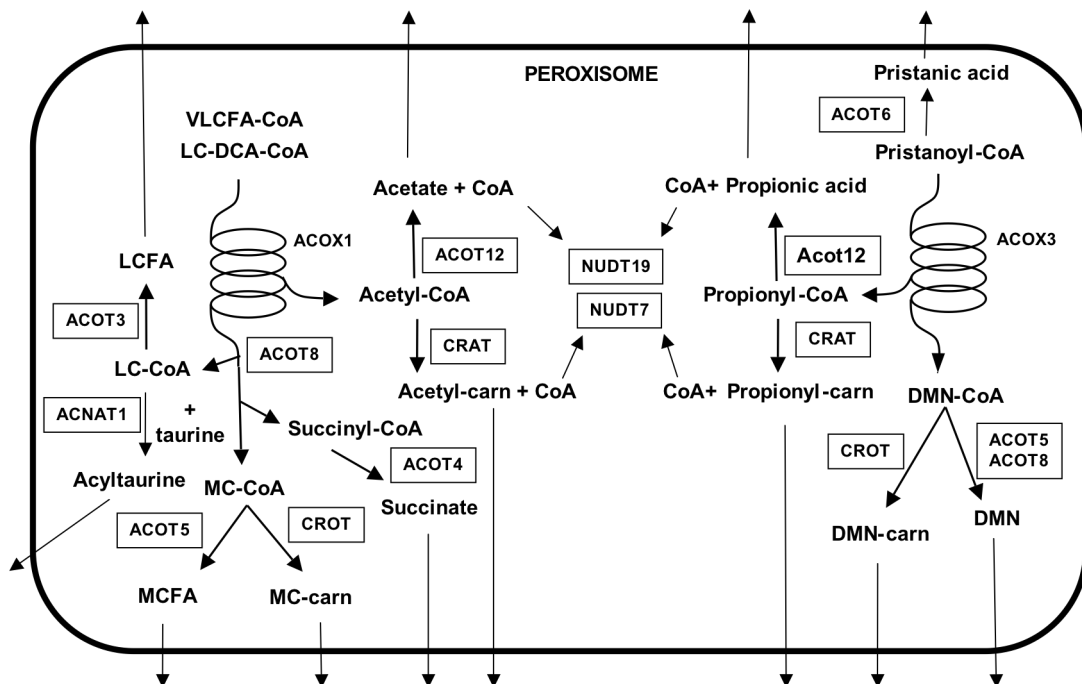 PEROXISOME
VLCFA-CoA
LC-DCA-CoA
ACOX1
LCFA
ACOT3
LC-CoA
ACOT8
ACNAT1
+
taurine
Acyltaurine
MC-CoA
Succinyl-CoA
ACOT4
Succinate
ACOT5
CROT
MCFA
MC-carn
Acetate + CoA
ACOT12
Acetyl-CoA
CRAT
Acetyl-carn + CoA
NUDT19
NUDT7
CoA+ Propionic acid
Acot12
Propionyl-CoA
CRAT
CoA+ Propionyl-carn
Pristanic acid
ACOT6
Pristanoyl-CoA
ACOX3
DMN-CoA
CROT
ACOT5
ACOT8
DMN-carn
DMN